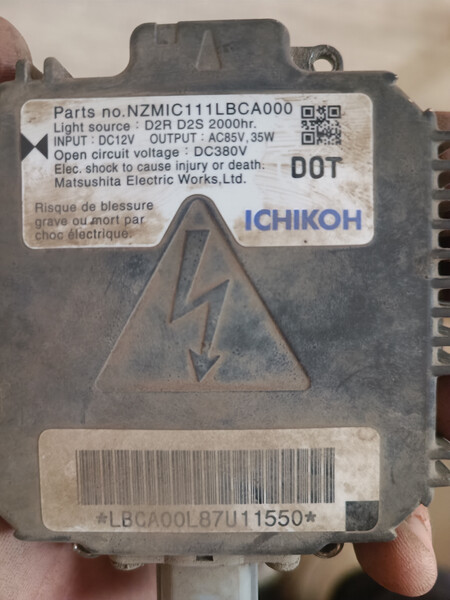 Parts no.NZMIC111LBCA000
Light source : D2R D2S 2000hr.
INPUT : DC12V OUTPUT : AC85V, 35W
Open circuit voltage : DC380V
Elec. shock to cause injury or death.
Matsushita Electric Works,Ltd.
DOT
Risque de blessure
grave ou mort par
choc électrique.
ICHIKOH
*LBCA00L87U11550*